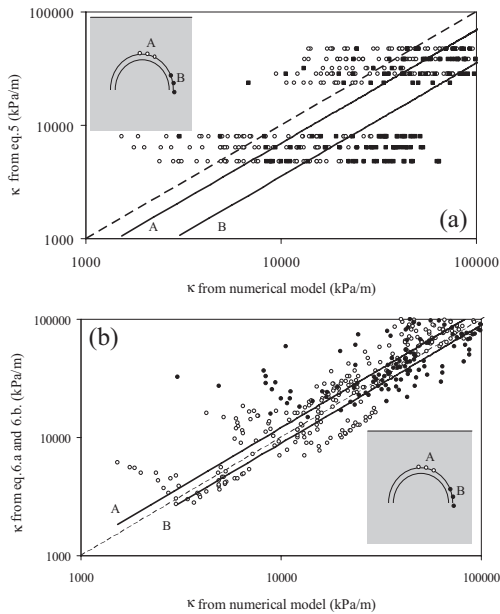 100000
10000
1000
κ from eq.5 (kPa/m)
A
B
A
B
(a)
1000
10000
100000
κ from numerical model (kPa/m)
(b)
100000
10000
1000
κ from eq.6.a and 6.b. (kPa/m)
A
B
A
B
1000
10000
100000
κ from numerical model (kPa/m)